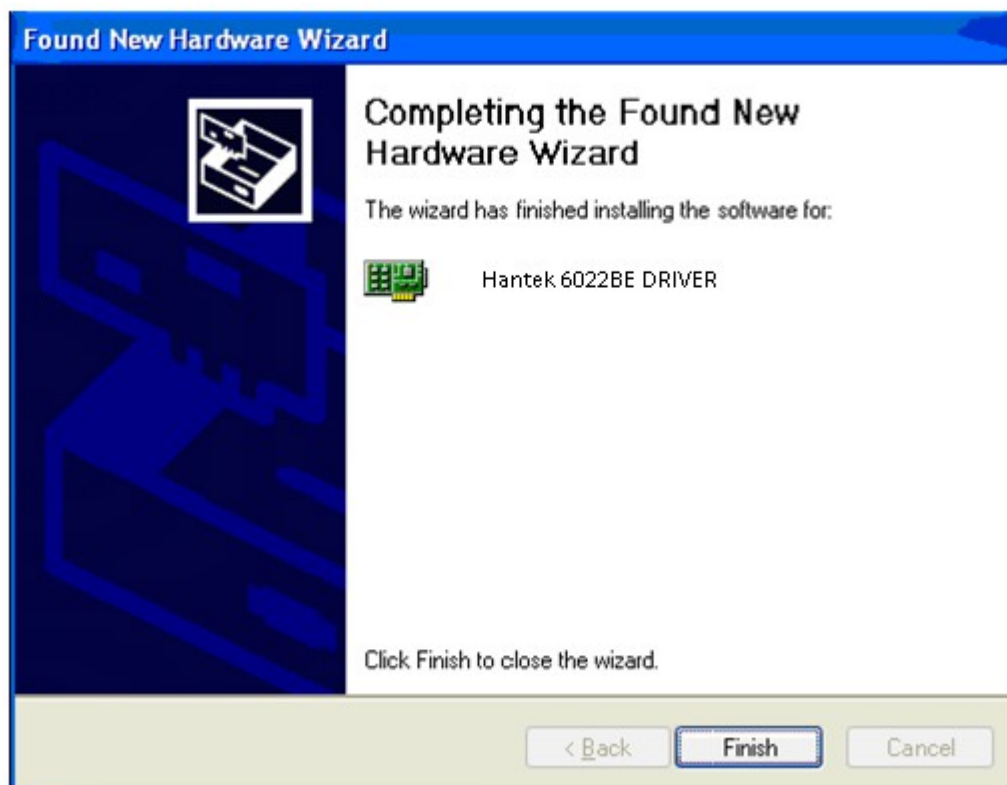 Found New Hardware Wizard
Completing the Found New
Hardware Wizard
The wizard has finished installing the software for:
Hantek 6022BE DRIVER
Click Finish to close the wizard.
< Back
Finish
Cancel